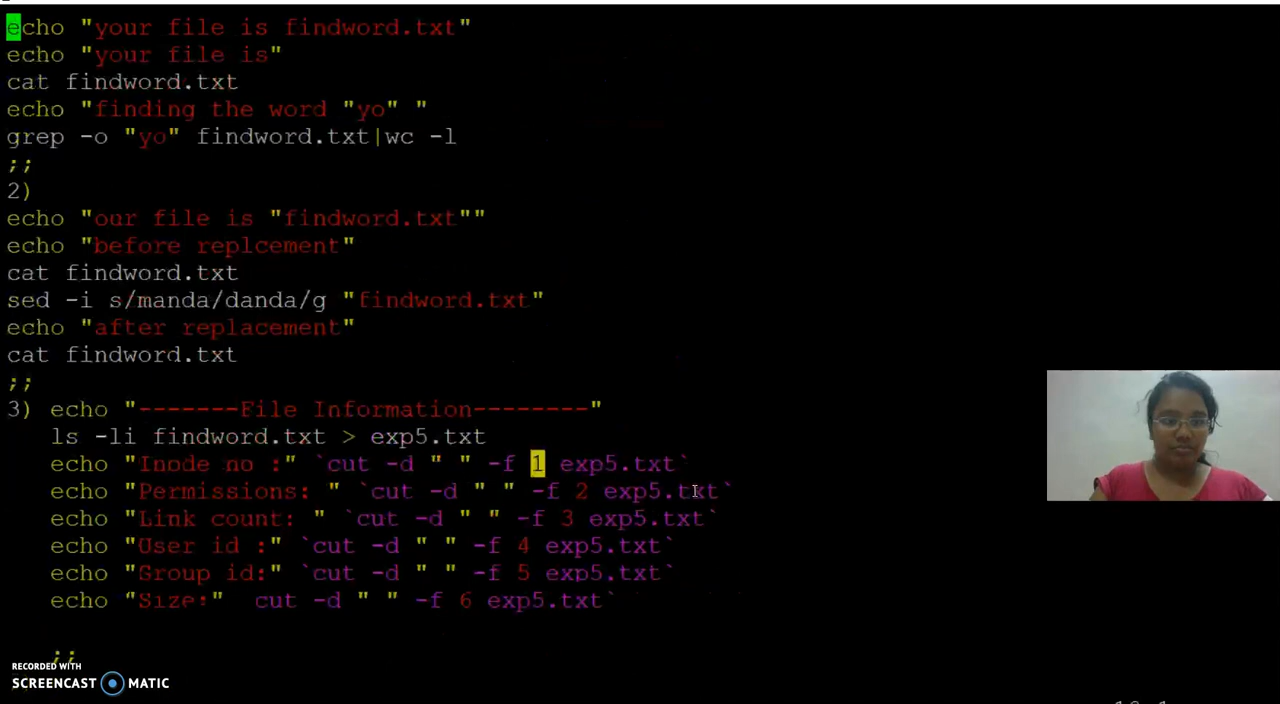 echo "your file is findword.txt"
echo "your file is"
cat findword.txt
echo "finding the word "yo" "
grep -o "yo" findword.txt|wc -l
;;
2)
echo "our file is "findword.txt""
echo "before replcement"
cat findword.txt
sed -i s/manda/danda/g "findword.txt"
echo "after replacement"
cat findword.txt
;;
3) echo "-------File Information--------"
ls -li findword.txt > exp5.txt
echo "Inode no :" `cut -d " " -f 1 exp5.txt`
echo "Permissions: " `cut -d " " -f 2 exp5.txt`
echo "Link count: " `cut -d " " -f 3 exp5.txt`
echo "User id :" `cut -d " " -f 4 exp5.txt`
echo "Group id:" `cut -d " " -f 5 exp5.txt`
echo "Size:" cut -d " " -f 6 exp5.txt`
;;
RECORDED WITH
SCREENCAST MATIC